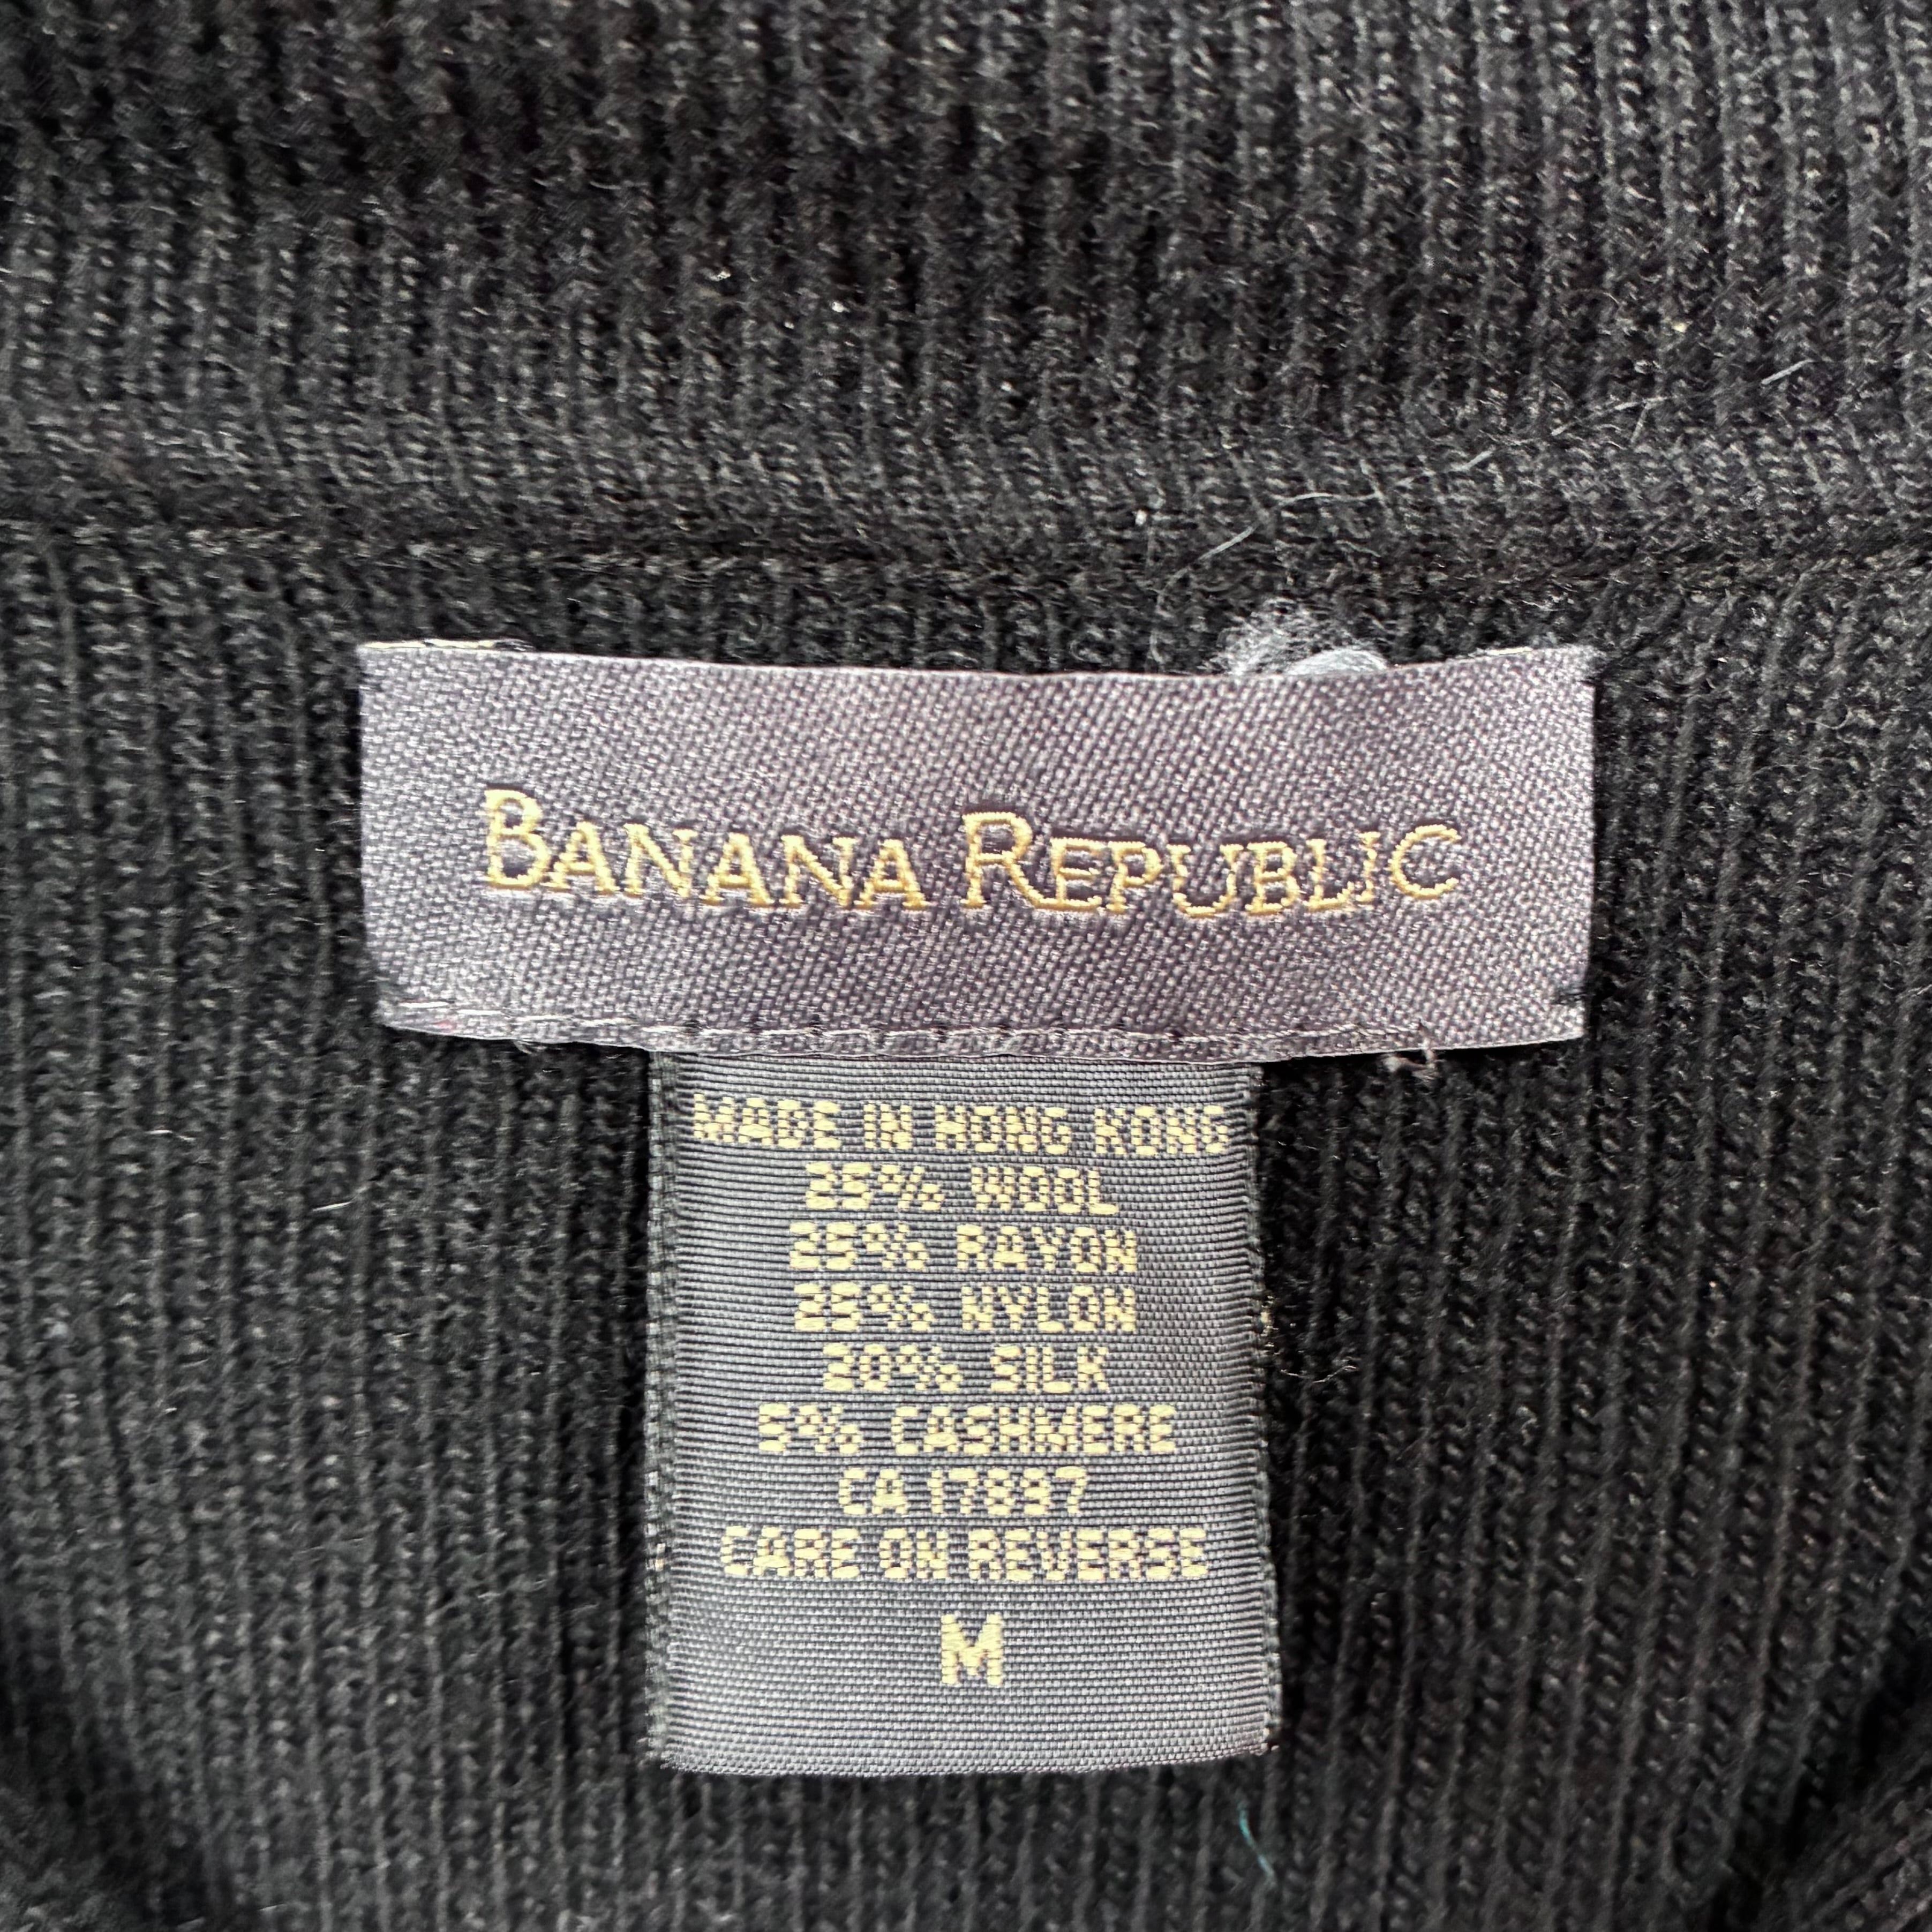 BANANA REPUBLIC
MADE IN HONG KONG
25% WOOL
25% RAYON
25% NYLON
20% SILK
5% CASHMERE
CA 17897
CARE ON REVERSE
M